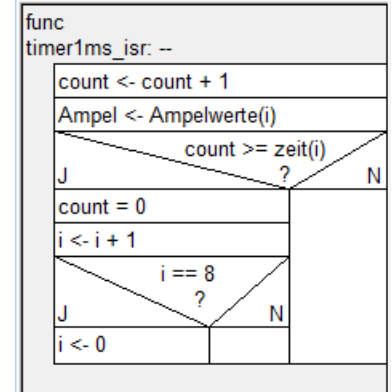 func
timer1ms_isr: --
count <- count + 1
Ampel <- Ampelwerte(i)
count >= zeit(i)
J ? N
count = 0
i <- i + 1
i == 8
?
J N
i <- 0